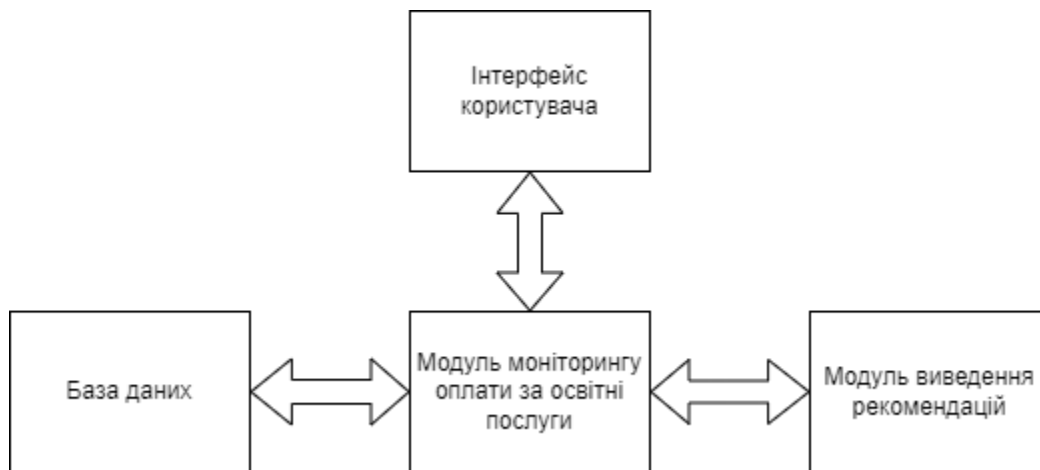 Інтерфейс
користувача
База даних
Модуль моніторингу
оплати за освітні
послуги
Модуль виведення
рекомендацій